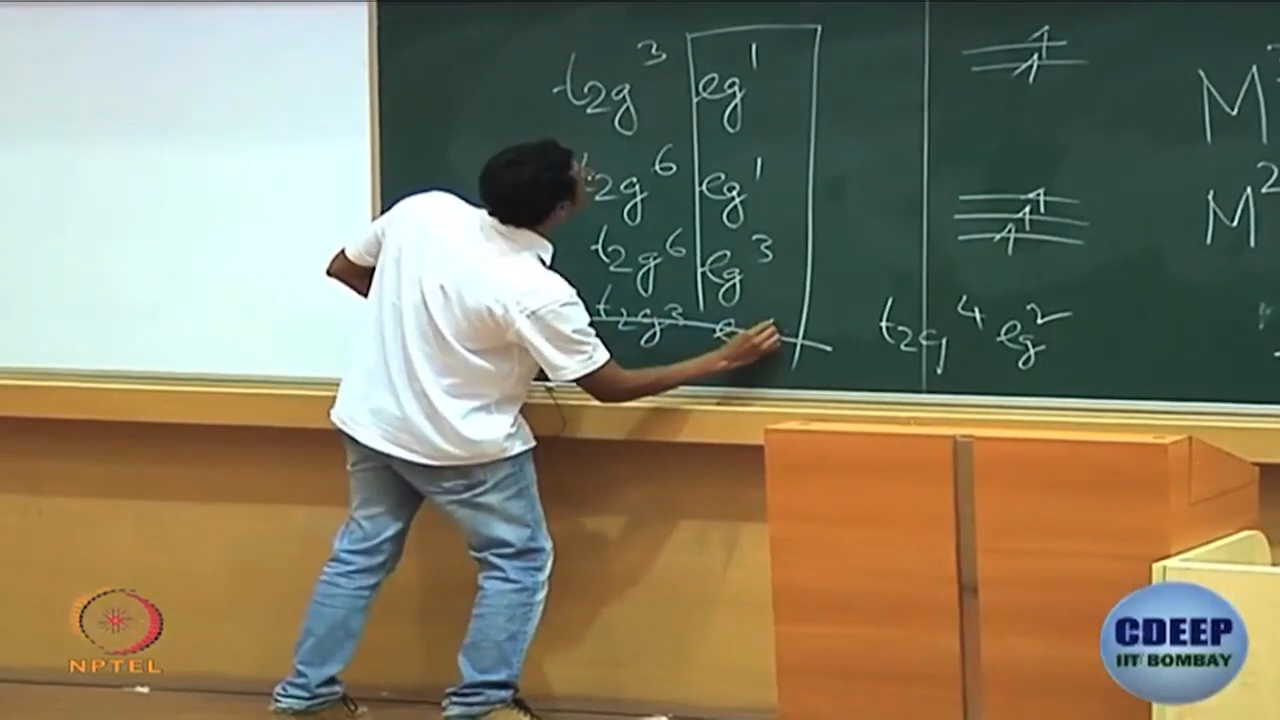 t2g³ eg¹
t2g⁶ eg¹
t2g⁶ eg³
t2g³
t2g⁴ eg²
M
M²
NPTEL
CDEEP
IIT BOMBAY